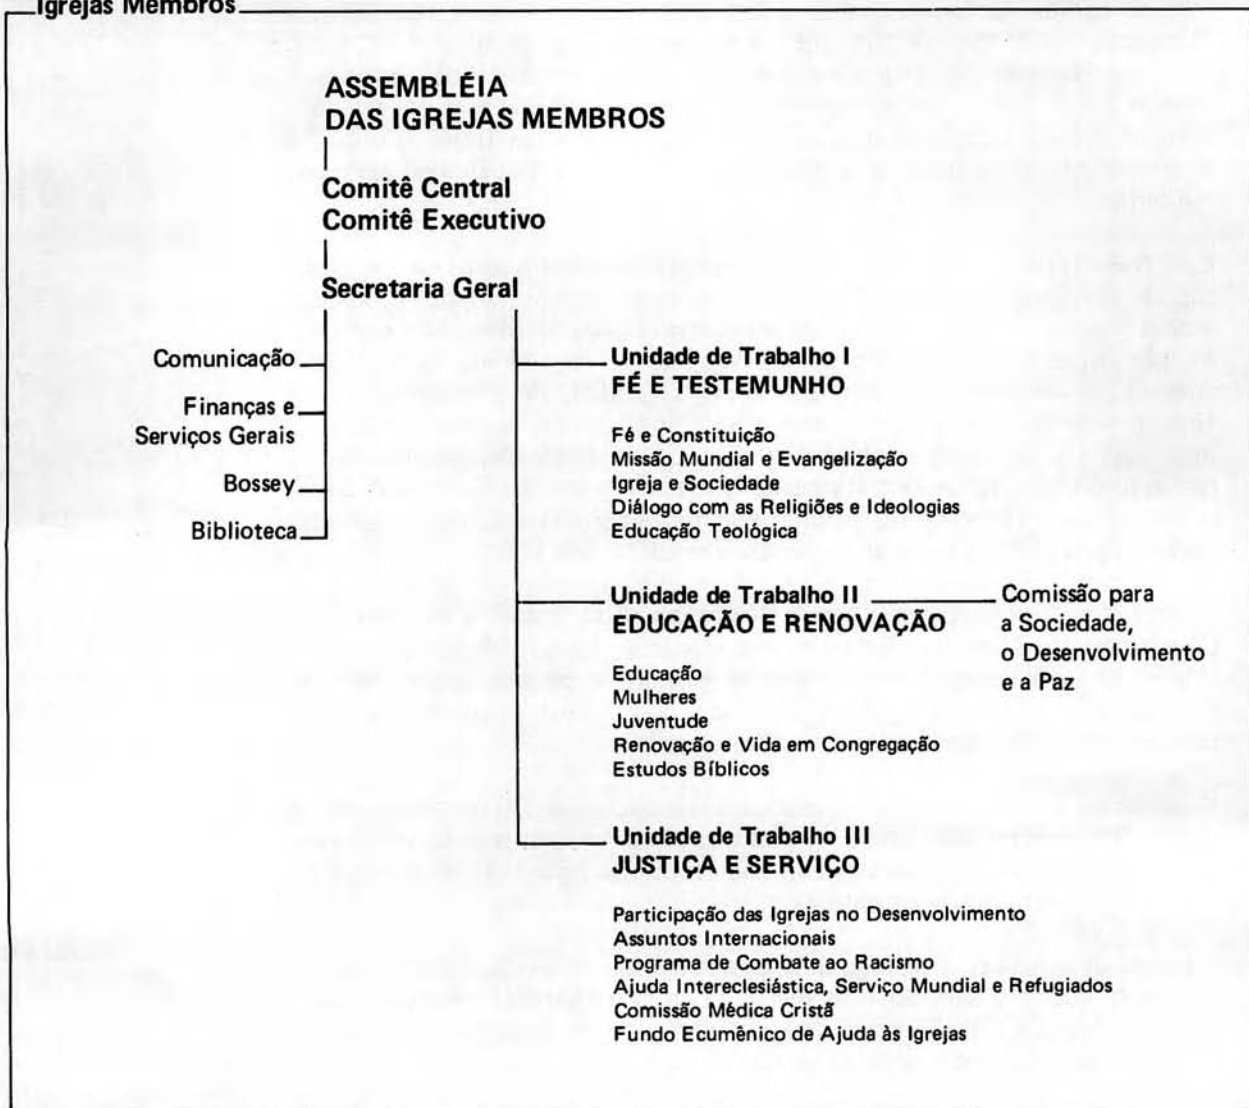 Igrejas Membros
ASSEMBLÉIA
DAS IGREJAS MEMBROS
Comitê Central
Comitê Executivo
Secretaria Geral
Comunicação
Finanças e
Serviços Gerais
Bossey
Biblioteca
Unidade de Trabalho I
FÉ E TESTEMUNHO
Fé e Constituição
Missão Mundial e Evangelização
Igreja e Sociedade
Diálogo com as Religiões e Ideologias
Educação Teológica
Unidade de Trabalho II
EDUCAÇÃO E RENOVAÇÃO
Comissão para
a Sociedade,
o Desenvolvimento
e a Paz
Educação
Mulheres
Juventude
Renovação e Vida em Congregação
Estudos Bíblicos
Unidade de Trabalho III
JUSTIÇA E SERVIÇO
Participação das Igrejas no Desenvolvimento
Assuntos Internacionais
Programa de Combate ao Racismo
Ajuda Intereclesiástica, Serviço Mundial e Refugiados
Comissão Médica Cristã
Fundo Ecumênico de Ajuda às Igrejas